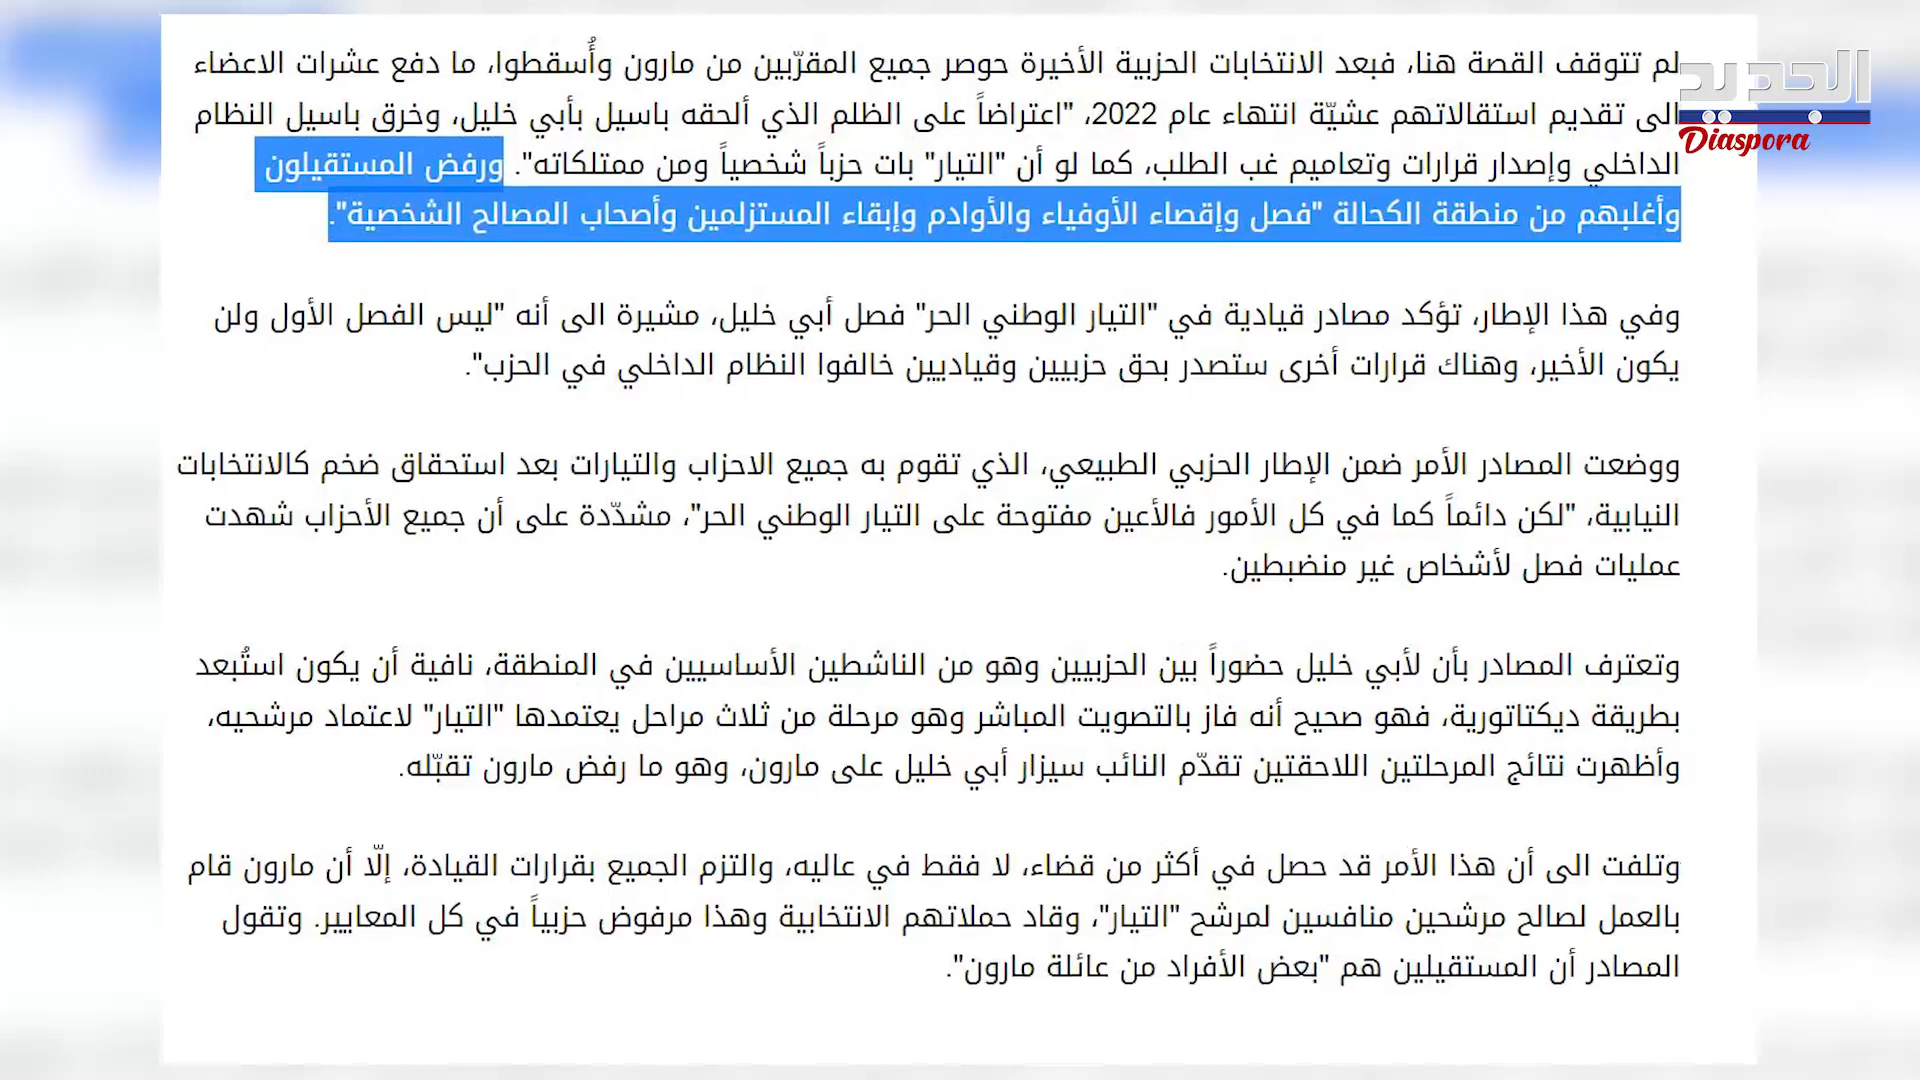 لم تتوقف القصة هنا، فبعد الانتخابات الحزبية الأخيرة حوصر جميع المقرّبين من مارون وأُسقطوا، ما دفع عشرات الاعضاء
الى تقديم استقالاتهم عشيّة انتهاء عام 2022، "اعتراضاً على الظلم الذي ألحقه باسيل بأبي خليل، وخرق باسيل النظام
الداخلي وإصدار قرارات وتعاميم غب الطلب، كما لو أن "التيار" بات حزباً شخصياً ومن ممتلكاته". ورفض المستقيلون
وأغلبهم من منطقة الكحالة "فصل وإقصاء الأوفياء والأوادم وإبقاء المستزلمين وأصحاب المصالح الشخصية".
وفي هذا الإطار، تؤكد مصادر قيادية في "التيار الوطني الحر" فصل أبي خليل، مشيرة الى أنه "ليس الفصل الأول ولن
يكون الأخير، وهناك قرارات أخرى ستصدر بحق حزبيين وقياديين خالفوا النظام الداخلي في الحزب".
ووضعت المصادر الأمر ضمن الإطار الحزبي الطبيعي، الذي تقوم به جميع الاحزاب والتيارات بعد استحقاق ضخم كالانتخابات
النيابية، "لكن دائماً كما في كل الأمور فالأعين مفتوحة على التيار الوطني الحر"، مشدّدة على أن جميع الأحزاب شهدت
عمليات فصل لأشخاص غير منضبطين.
وتعترف المصادر بأن لأبي خليل حضوراً بين الحزبيين وهو من الناشطين الأساسيين في المنطقة، نافية أن يكون استُبعد
بطريقة ديكتاتورية، فهو صحيح أنه فاز بالتصويت المباشر وهو مرحلة من ثلاث مراحل يعتمدها "التيار" لاعتماد مرشحيه،
وأظهرت نتائج المرحلتين اللاحقتين تقدّم النائب سيزار أبي خليل على مارون، وهو ما رفض مارون تقبّله.
وتلفت الى أن هذا الأمر قد حصل في أكثر من قضاء، لا فقط في عاليه، والتزم الجميع بقرارات القيادة، إلّا أن مارون قام
بالعمل لصالح مرشحين منافسين لمرشح "التيار"، وقاد حملاتهم الانتخابية وهذا مرفوض حزبياً في كل المعايير. وتقول
المصادر أن المستقيلين هم "بعض الأفراد من عائلة مارون".
الجديد
Diaspora